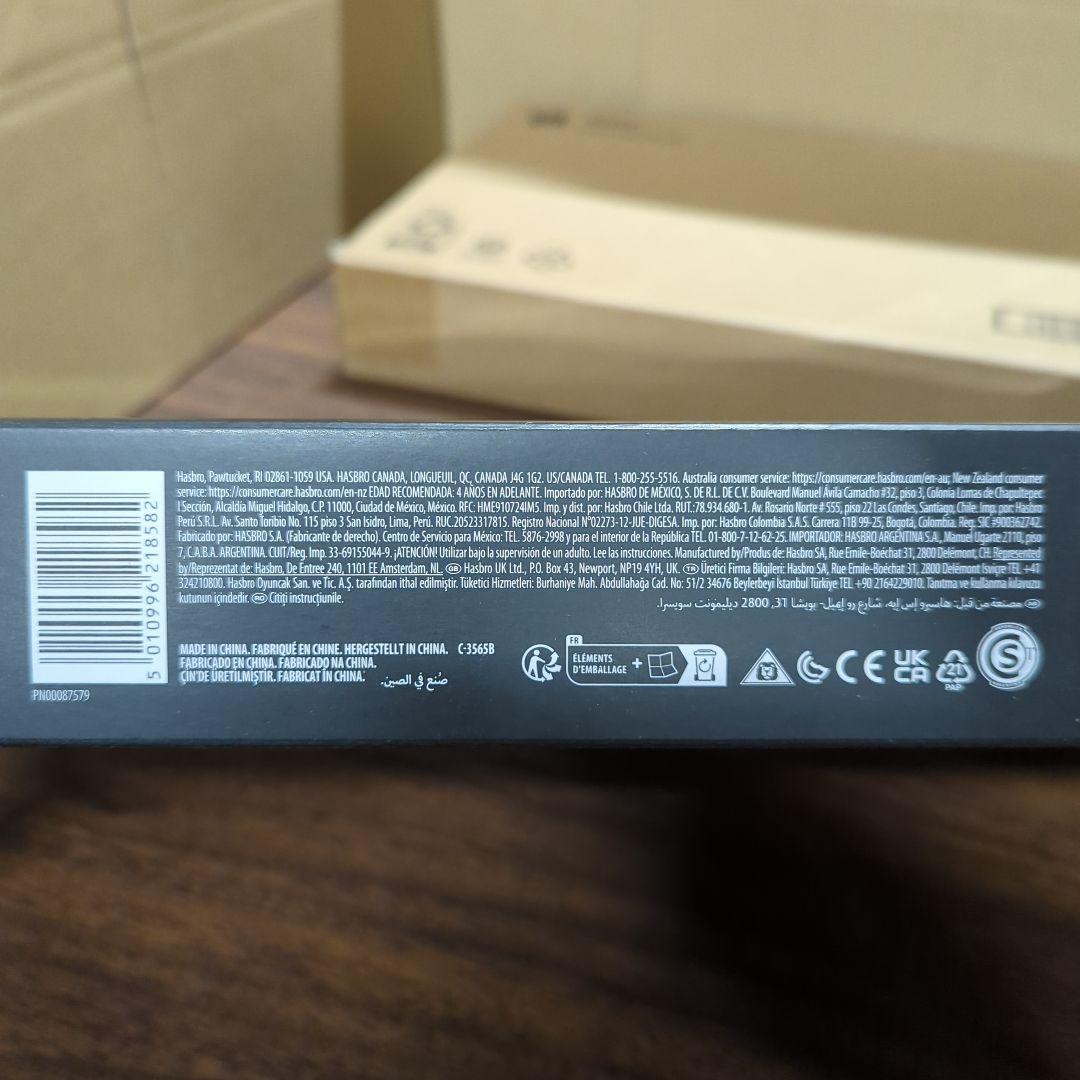 Hasbro, Pawtucket, RI 02861-1059 USA. HASBRO CANADA, LONGUEUIL, QC, CANADA J4G 1G2. US/CANADA TEL. 1-800-255-5516. Australia consumer service: https://consumercare.hasbro.com/en-au; New Zealand consumer
service: https://consumercare.hasbro.com/en-nz EDAD RECOMENDADA: 4 AÑOS EN ADELANTE. Importado por: HASBRO DE MÉXICO, S. DE R.L. DE C.V. Boulevard Manuel Ávila Camacho #32, piso 3, Colonia Lomas de Chapultepec
I Sección, Alcaldía Miguel Hidalgo, C.P. 11000, Ciudad de México, México. RFC: HME910724IM5. Imp. y dist. por: Hasbro Chile Ltda. RUT.:78.934.680-1. Av. Rosario Norte # 555, piso 22 Las Condes, Santiago, Chile. Imp. por: Hasbro
Perú S.R.L. Av. Santo Toribio No. 115 piso 3 San Isidro, Lima, Perú. RUC.20523317815. Registro Nacional N°02273-12-JUE-DIGESA. Imp. por: Hasbro Colombia S.A.S. Carrera 11B 99-25, Bogotá, Colombia. Reg. SIC #900362742.
Fabricado por: HASBRO S.A. (Fabricante de derecho). Centro de Servicio para México: TEL. 5876-2998 y para el interior de la República TEL. 01-800-7-12-62-25. IMPORTADOR: HASBRO ARGENTINA S.A., Manuel Ugarte 2110, piso
7, C.A.B.A. ARGENTINA. CUIT/Reg. Imp. 33-69155044-9. ¡ATENCIÓN! Utilizar bajo la supervisión de un adulto. Lee las instrucciones. Manufactured by/Produs de: Hasbro SA, Rue Emile-Boéchat 31, 2800 Delémont, CH. Represented
by/Reprezentat de: Hasbro, De Entree 240, 1101 EE Amsterdam, NL. GB Hasbro UK Ltd., P.O. Box 43, Newport, NP19 4YH, UK. TR Üretici Firma Bilgileri: Hasbro SA, Rue Emile-Boéchat 31, 2800 Delémont İsviçre TEL +41
324210800. Hasbro Oyuncak San. ve Tic. A.Ş. tarafından ithal edilmiştir. Tüketici Hizmetleri: Burhaniye Mah. Abdullahağa Cad. No: 51/2 34676 Beylerbeyi İstanbul Türkiye TEL +90 2164229010. Tanıtma ve kullanma kılavuzu
kutunun içindedir. RO Citiți instrucțiunile.
AR مصنعة من قبل: هاسبرو إس إيه، شارع رو إيميل- بويشا 31, 2800 ديليمونت سويسرا.
5 010996 218582
PN00087579
MADE IN CHINA. FABRIQUÉ EN CHINE. HERGESTELLT IN CHINA. C-3565B
FABRICADO EN CHINA. FABRICADO NA CHINA.
ÇİN'DE ÜRETİLMİŞTİR. FABRICAT ÎN CHINA.
صُنع في الصين.
FR
ÉLÉMENTS
D'EMBALLAGE +
CE
UK
CA
21
PAP
S